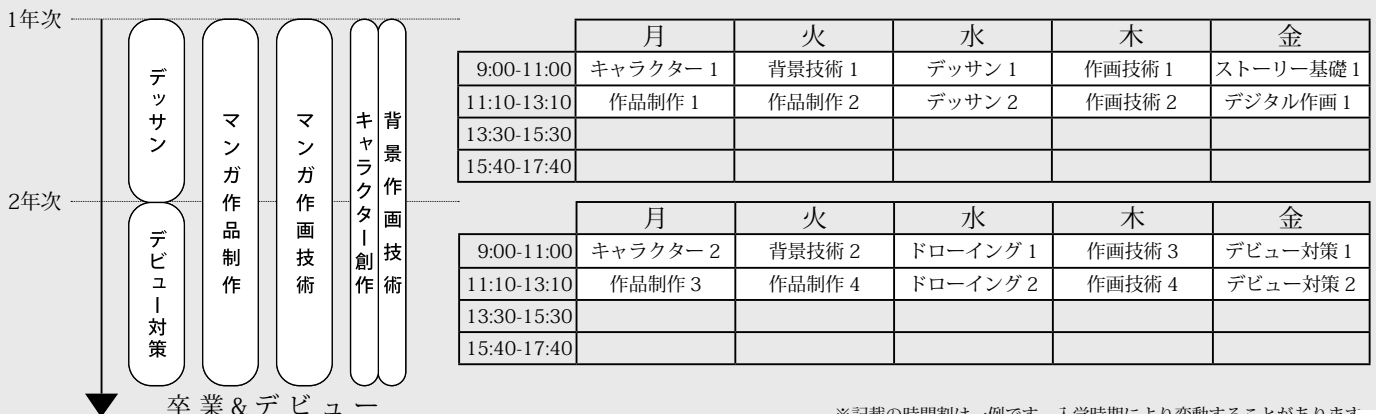 1年次
デッサン
マンガ作品制作
マンガ作画技術
キャラクター創作
背景作画技術
2年次
デビュー対策
卒業&デビュー
月 火 水 木 金
9:00-11:00 キャラクター 1 背景技術 1 デッサン 1 作画技術 1 ストーリー基礎 1
11:10-13:10 作品制作 1 作品制作 2 デッサン 2 作画技術 2 デジタル作画 1
13:30-15:30
15:40-17:40
月 火 水 木 金
9:00-11:00 キャラクター 2 背景技術 2 ドローイング 1 作画技術 3 デビュー対策 1
11:10-13:10 作品制作 3 作品制作 4 ドローイング 2 作画技術 4 デビュー対策 2
13:30-15:30
15:40-17:40
※記載の時間割は一例です。入学時期により変動することがあります